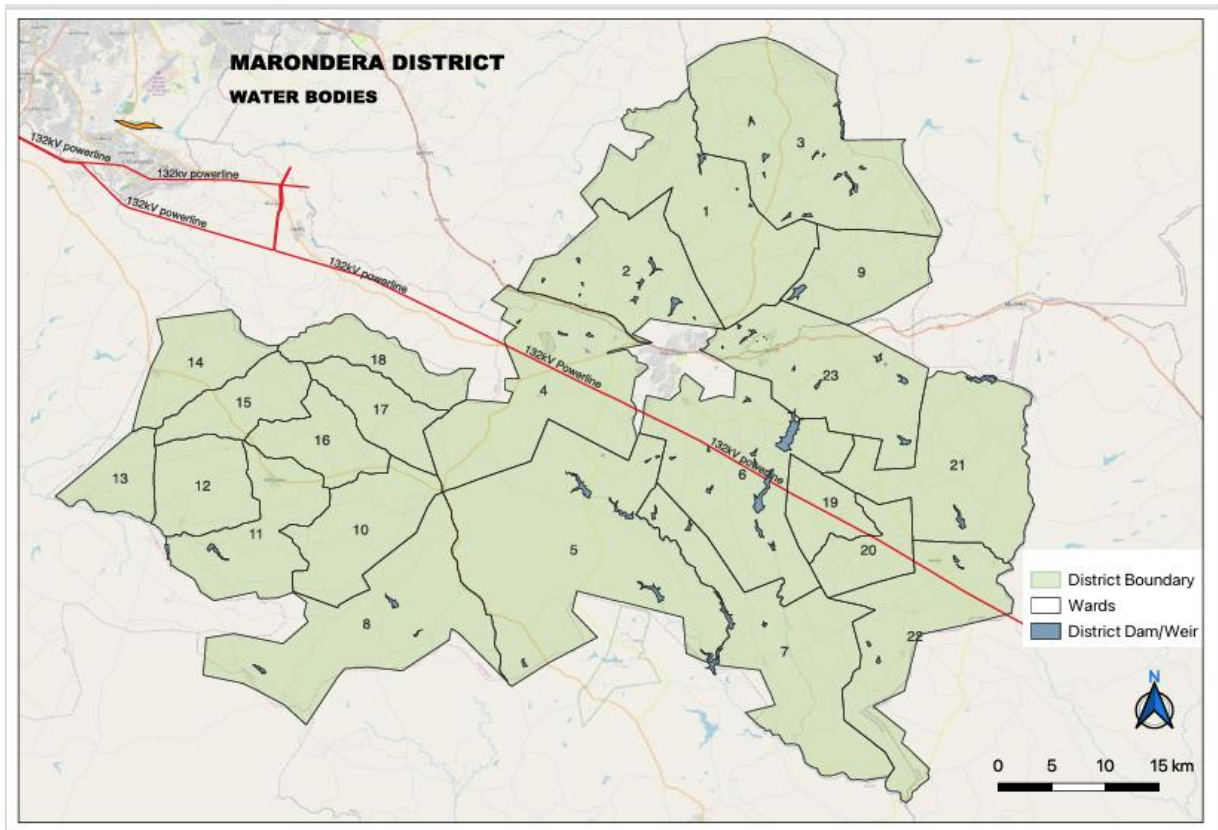 MARONDERA DISTRICT
WATER BODIES
132kV powerline
132kv powerline
132kV powerline
132kV powerline
132kV Powerline
132kV powerline
3
1
2
9
14
18
15
17
4
23
16
13
12
6
21
19
11
10
20
5
8
7
22
District Boundary
Wards
District Dam/Weir
N
0 5 10 15 km